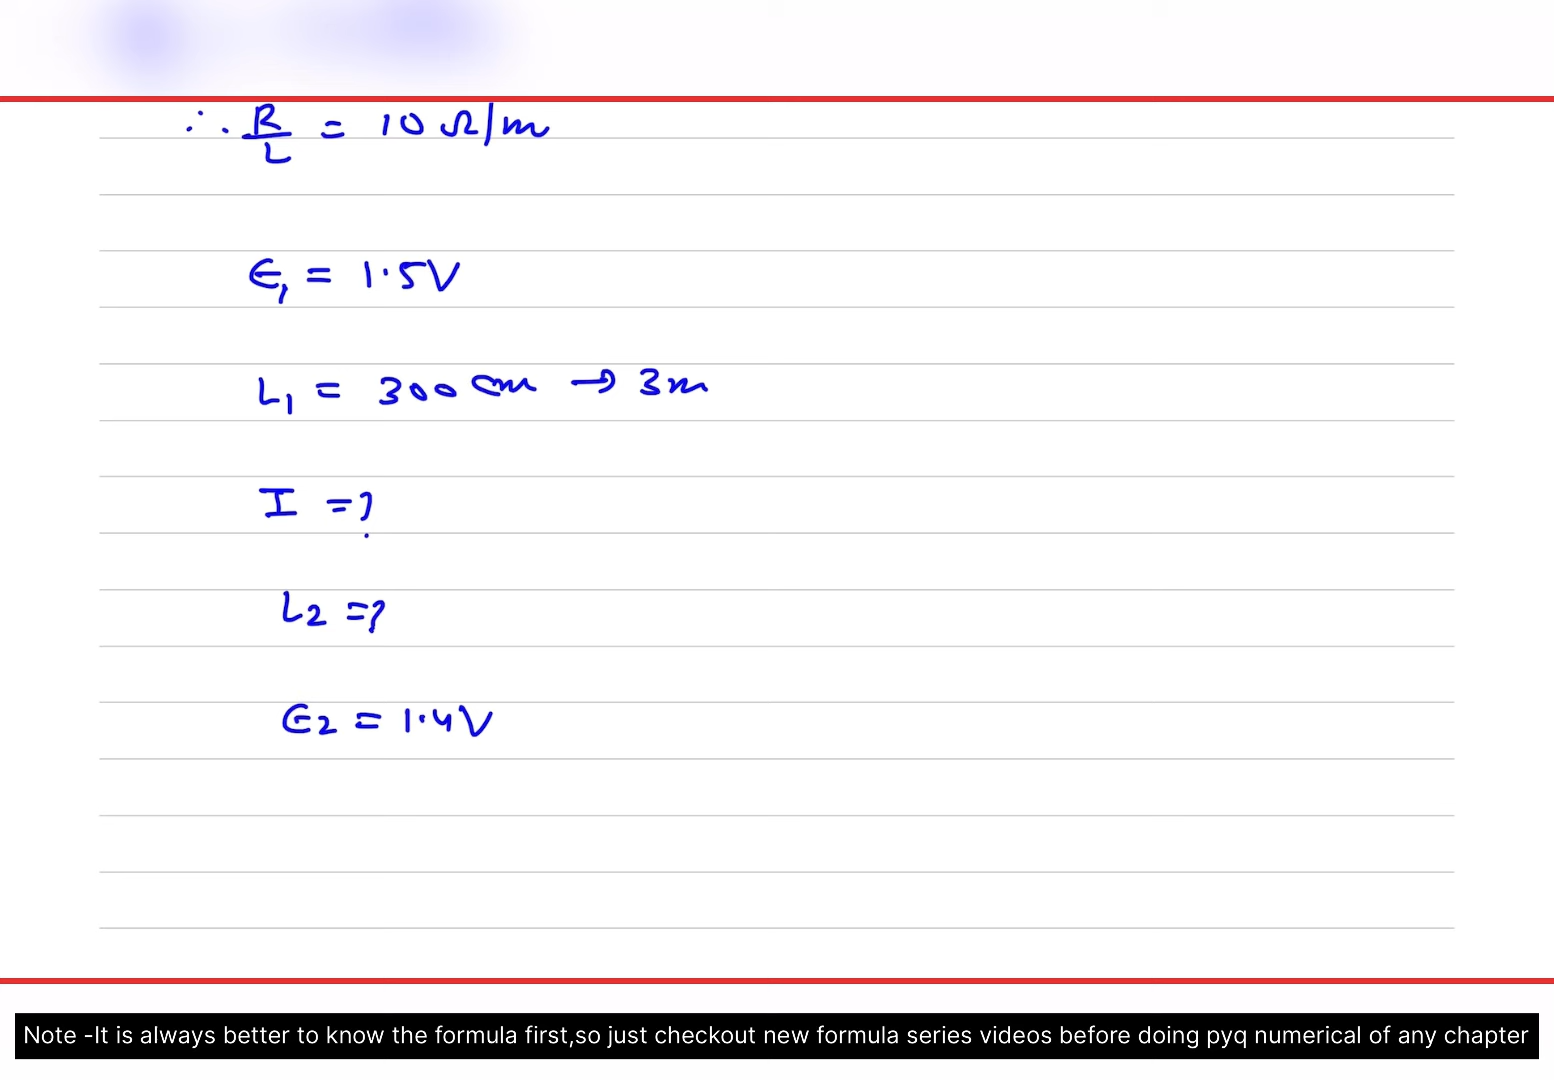 ∴ R/L = 10 Ω/m
E₁ = 1.5V
L₁ = 300 cm → 3m
I = ?
L2 = ?
E2 = 1.4V
Note -It is always better to know the formula first,so just checkout new formula series videos before doing pyq numerical of any chapter